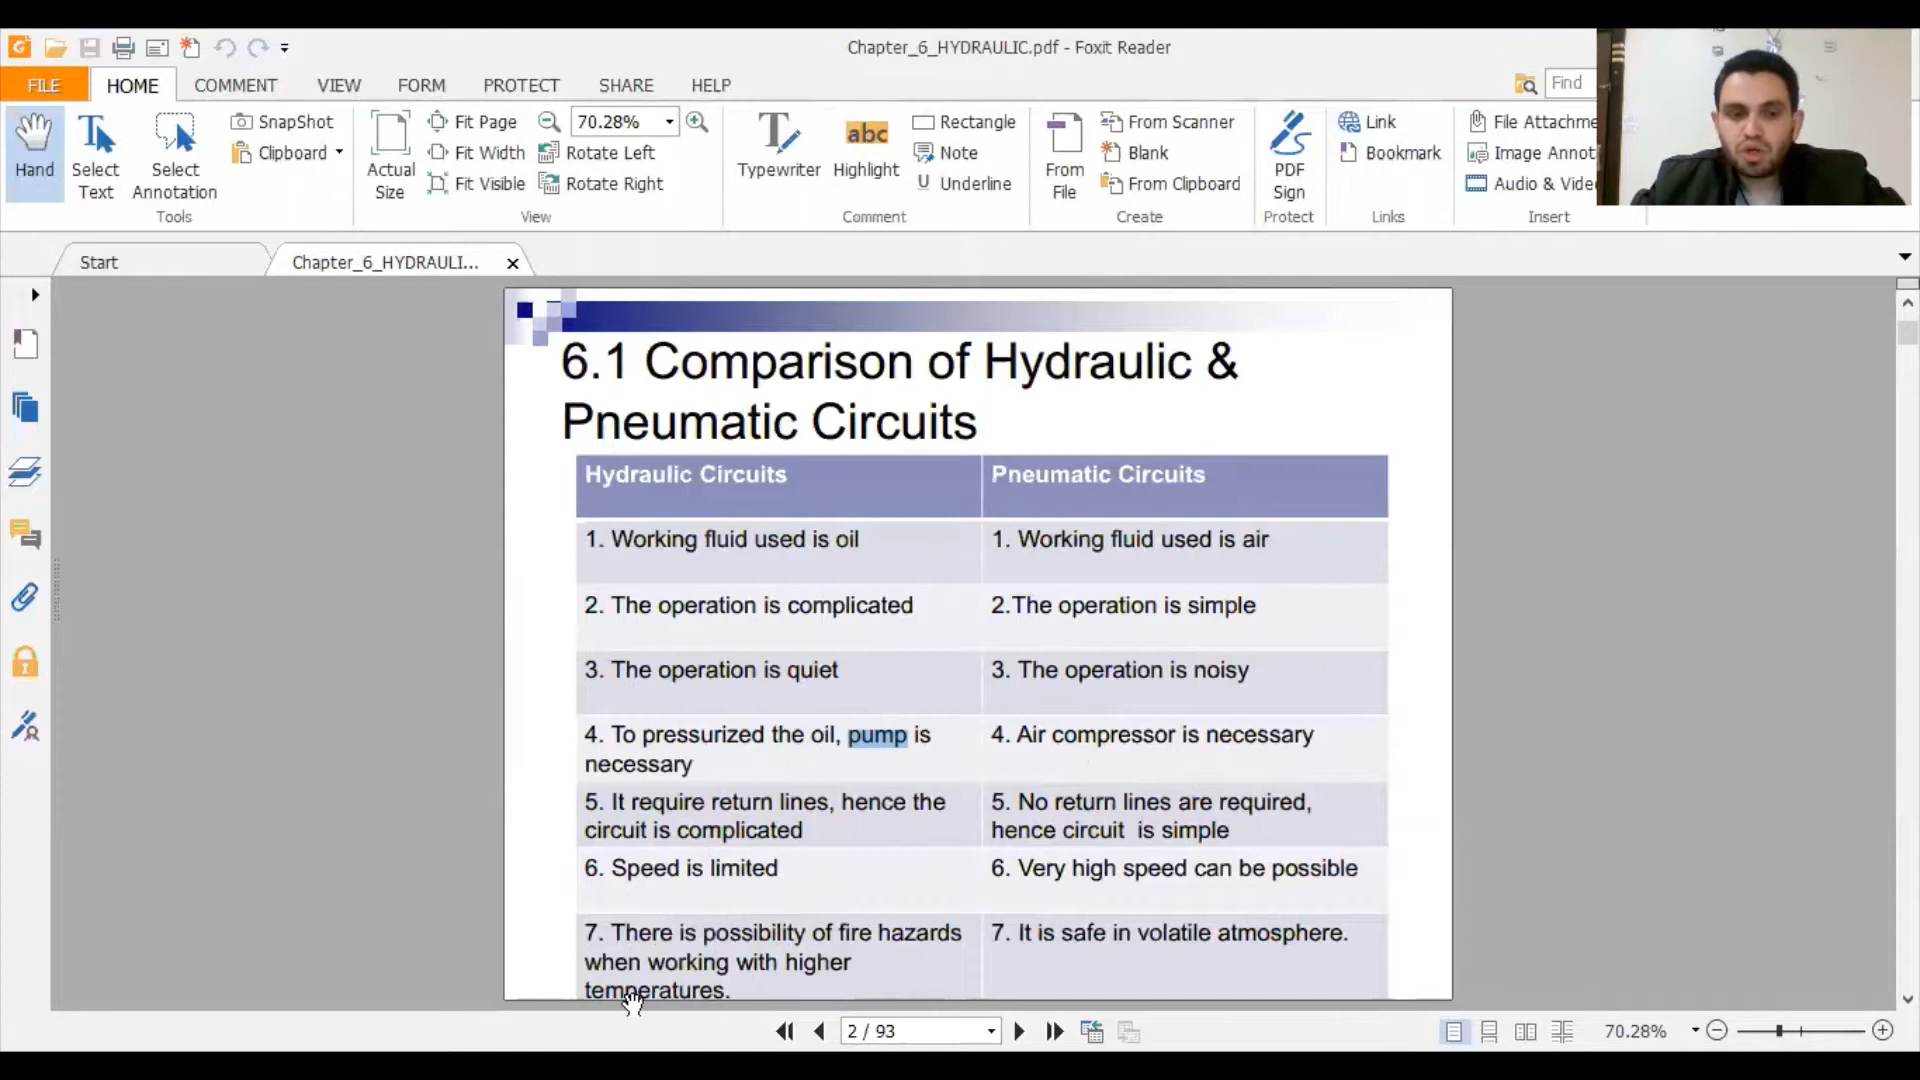 Chapter_6_HYDRAULIC.pdf - Foxit Reader
FILE HOME COMMENT VIEW FORM PROTECT SHARE HELP Find
Hand
Select Text
Select Annotation
SnapShot
Clipboard
Tools
Actual Size
Fit Page
Fit Width
Fit Visible
70.28%
Rotate Left
Rotate Right
View
Typewriter
abc
Highlight
Rectangle
Note
Underline
Comment
From File
From Scanner
Blank
From Clipboard
Create
PDF Sign
Protect
Link
Bookmark
Links
File Attachme
Image Annot
Audio & Vide
Insert
Start
Chapter_6_HYDRAULI...
6.1 Comparison of Hydraulic &
Pneumatic Circuits
Hydraulic Circuits
Pneumatic Circuits
1. Working fluid used is oil
1. Working fluid used is air
2. The operation is complicated
2.The operation is simple
3. The operation is quiet
3. The operation is noisy
4. To pressurized the oil, pump is
necessary
4. Air compressor is necessary
5. It require return lines, hence the
circuit is complicated
5. No return lines are required,
hence circuit is simple
6. Speed is limited
6. Very high speed can be possible
7. There is possibility of fire hazards
when working with higher
temperatures.
7. It is safe in volatile atmosphere.
2 / 93
70.28%